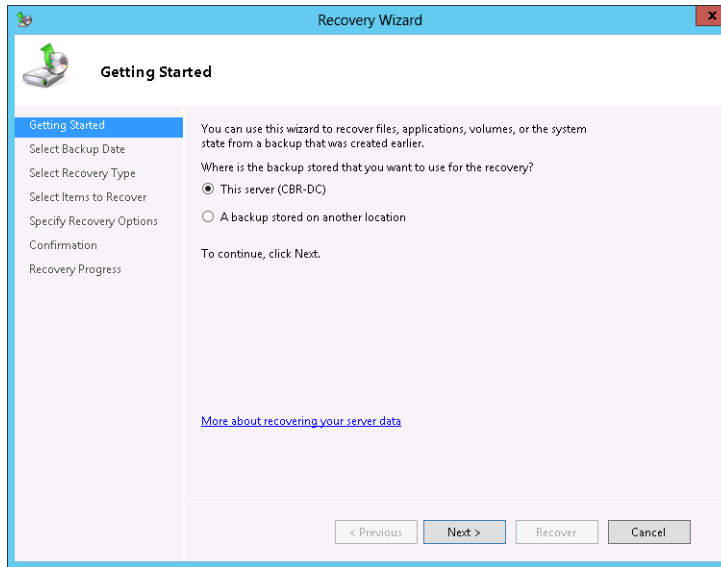 Recovery Wizard
Getting Started
Getting Started
Select Backup Date
Select Recovery Type
Select Items to Recover
Specify Recovery Options
Confirmation
Recovery Progress
You can use this wizard to recover files, applications, volumes, or the system
state from a backup that was created earlier.
Where is the backup stored that you want to use for the recovery?
This server (CBR-DC)
A backup stored on another location
To continue, click Next.
More about recovering your server data
< Previous
Next >
Recover
Cancel